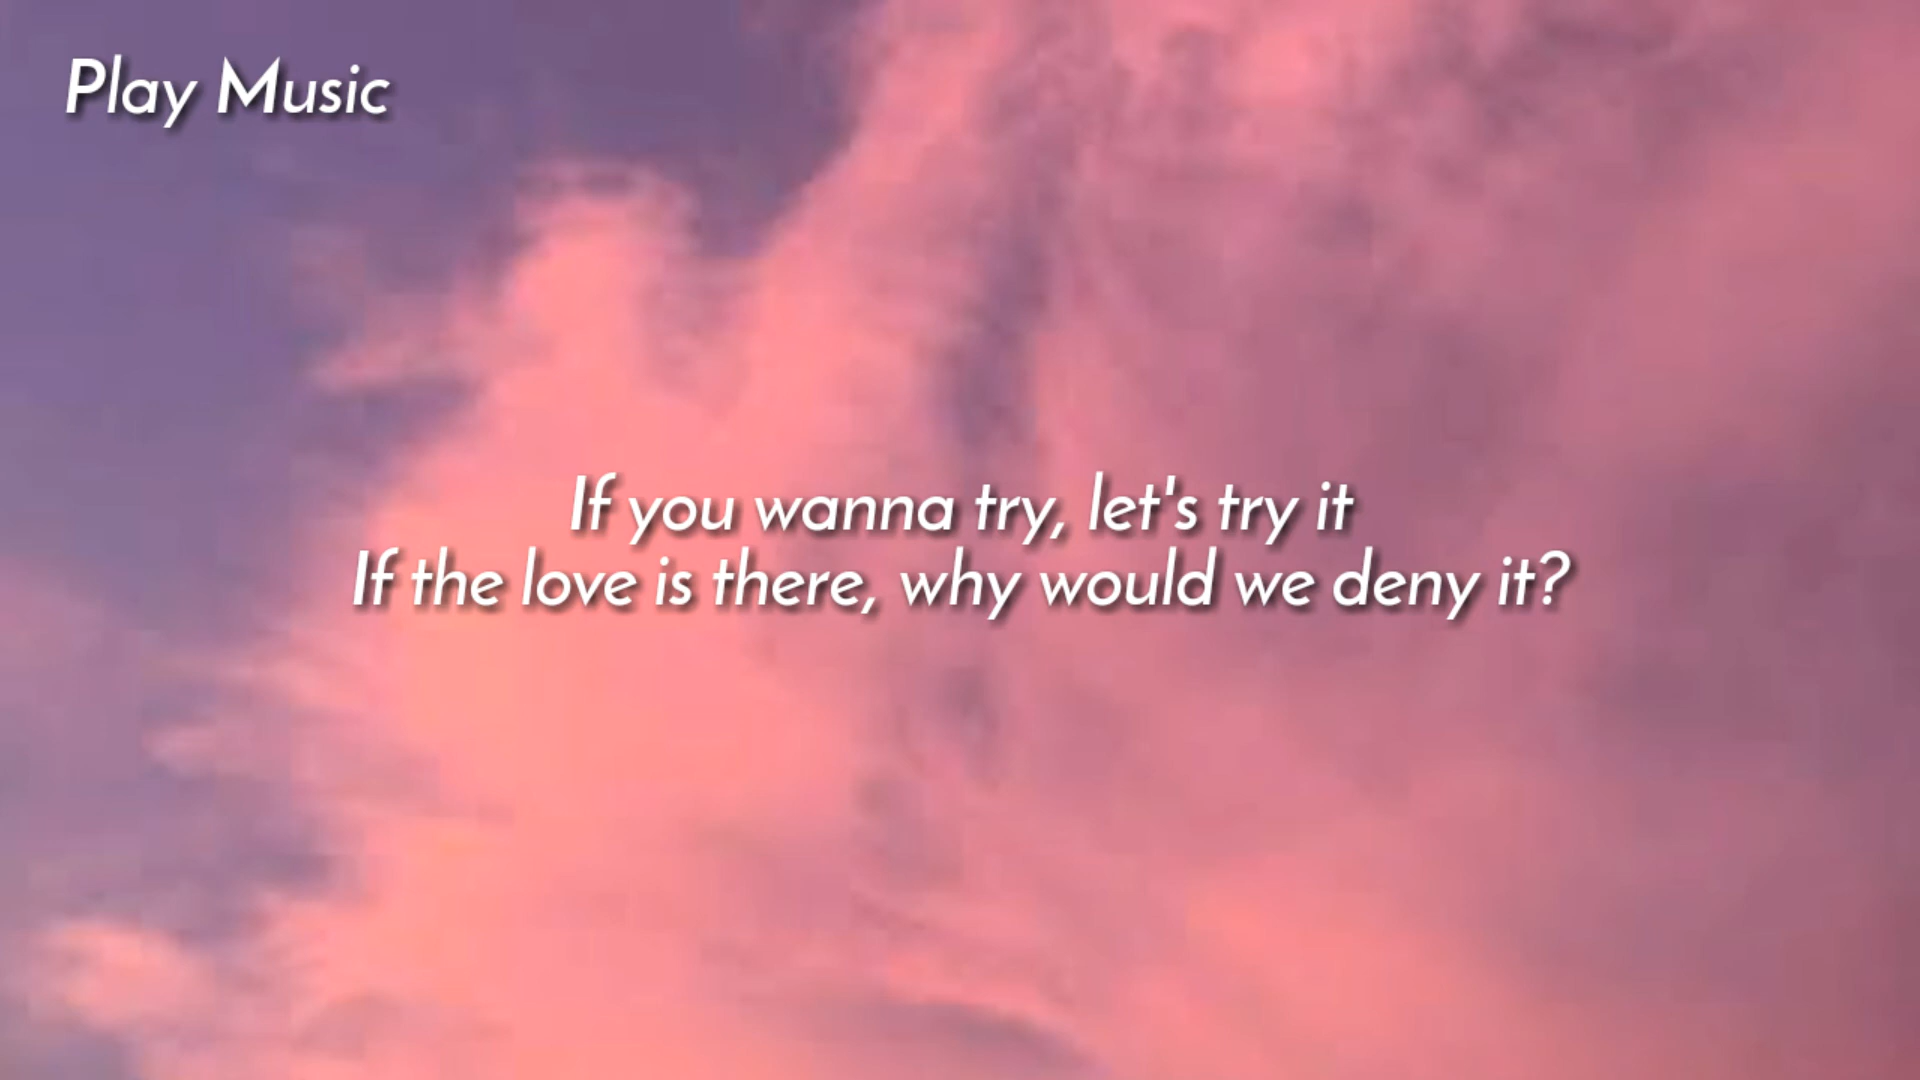 Play Music
If you wanna try, let's try it
If the love is there, why would we deny it?